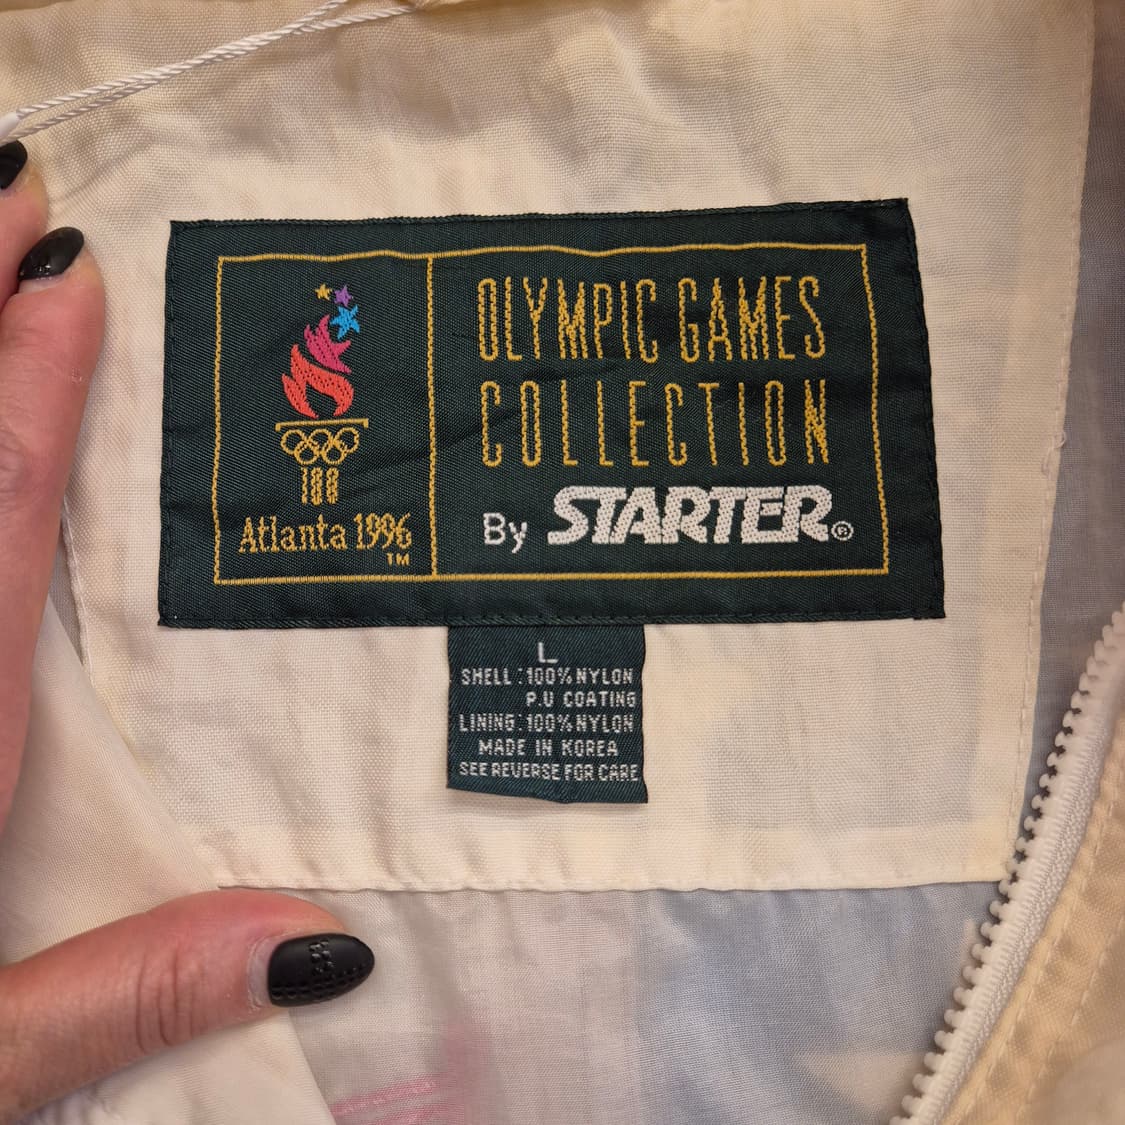 OLYMPIC GAMES
COLLECTION
By STARTER®
100
Atlanta 1996
TM
L
SHELL: 100% NYLON
P.U COATING
LINING: 100% NYLON
MADE IN KOREA
SEE REVERSE FOR CARE